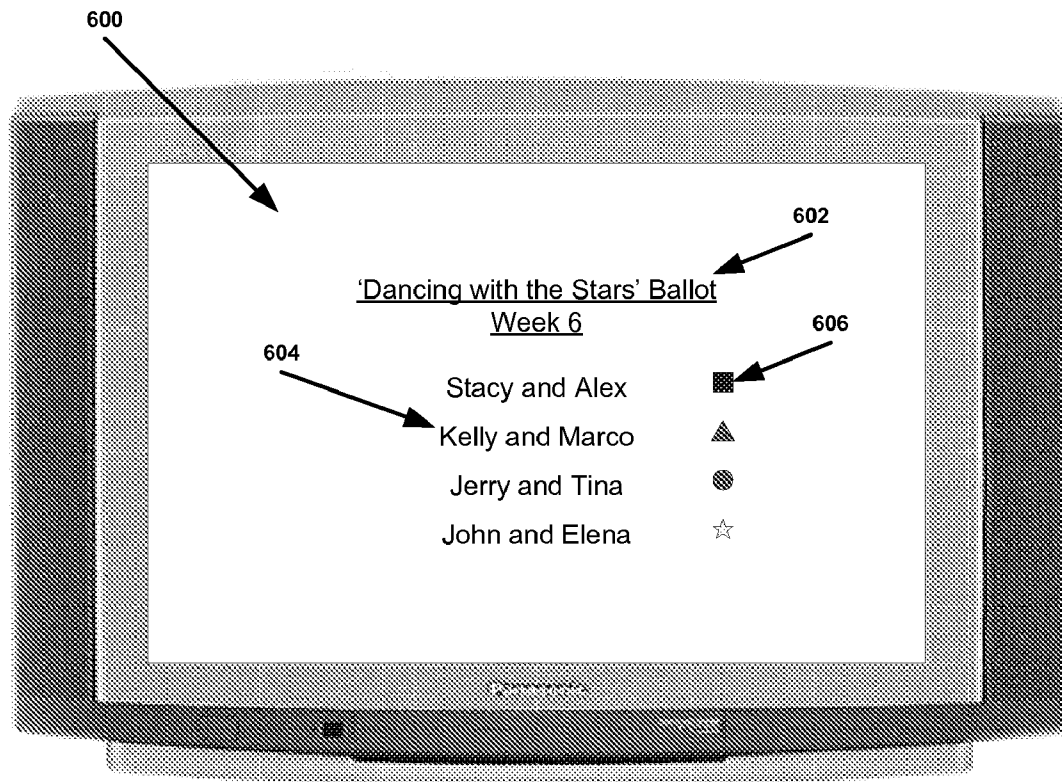 600
602
‘Dancing with the Stars’ Ballot
Week 6
606
604
Stacy and Alex
Kelly and Marco
Jerry and Tina
John and Elena